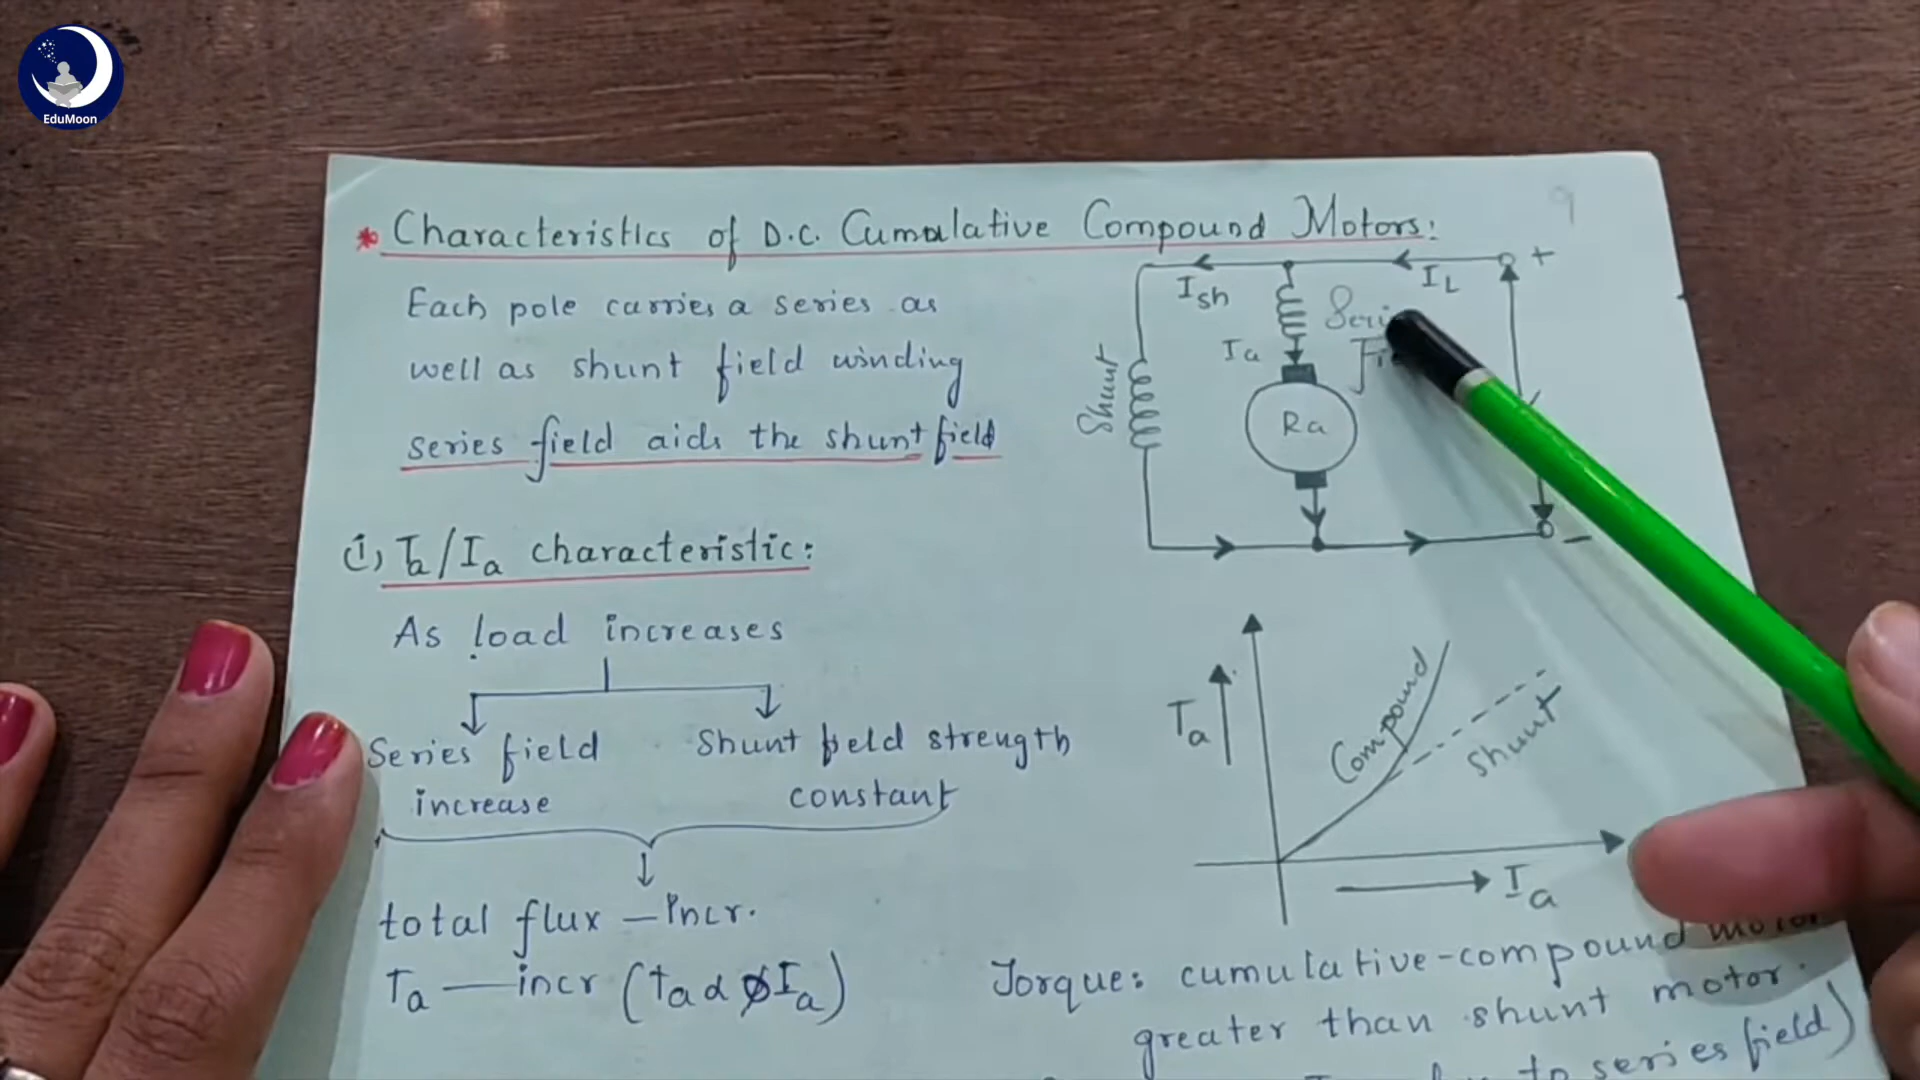 EduMoon
9
* Characteristics of D.C. Cumulative Compound Motors:
Each pole carries a series as
well as shunt field winding
series field aids the shunt field
Ish
IL
+
Ia
Shunt
Ra
-
(1) Ta/Ia characteristic:
As load increases
Series field
increase
Shunt field strength
constant
total flux — Incr.
Ta — incr (ta α ϕIa)
Ta
Compound
Shunt
Ia
Torque: cumulative-compound motor
greater than shunt motor.
to series field)